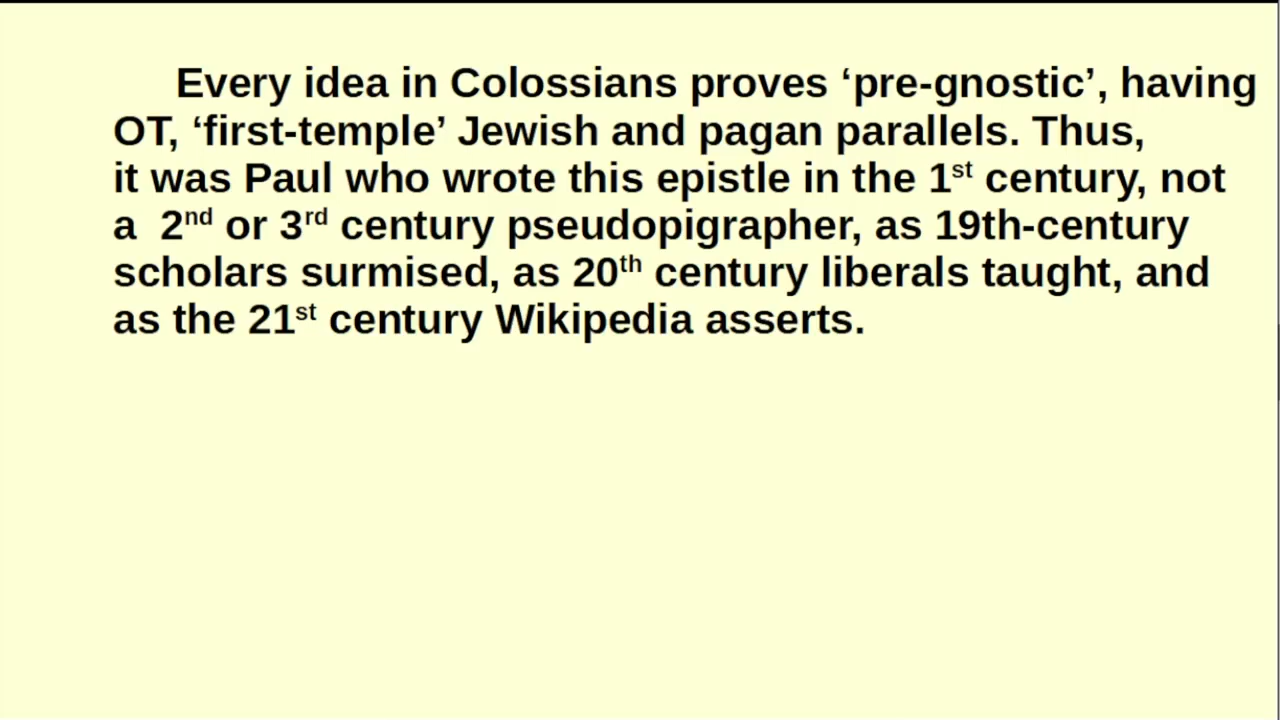 Every idea in Colossians proves ‘pre-gnostic’, having
OT, ‘first-temple’ Jewish and pagan parallels. Thus,
it was Paul who wrote this epistle in the 1st century, not
a 2nd or 3rd century pseudopigrapher, as 19th-century
scholars surmised, as 20th century liberals taught, and
as the 21st century Wikipedia asserts.